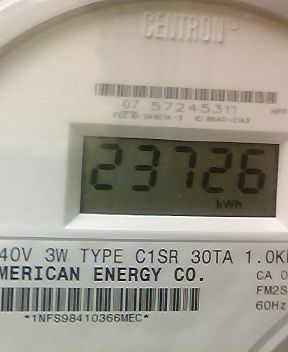 CENTRON
07 57245311
23726
kWh
40V 3W TYPE C1SR 30TA 1.0K
MERICAN ENERGY CO.
CA 0
FM2S
60Hz
*1NFS98410366MEC*